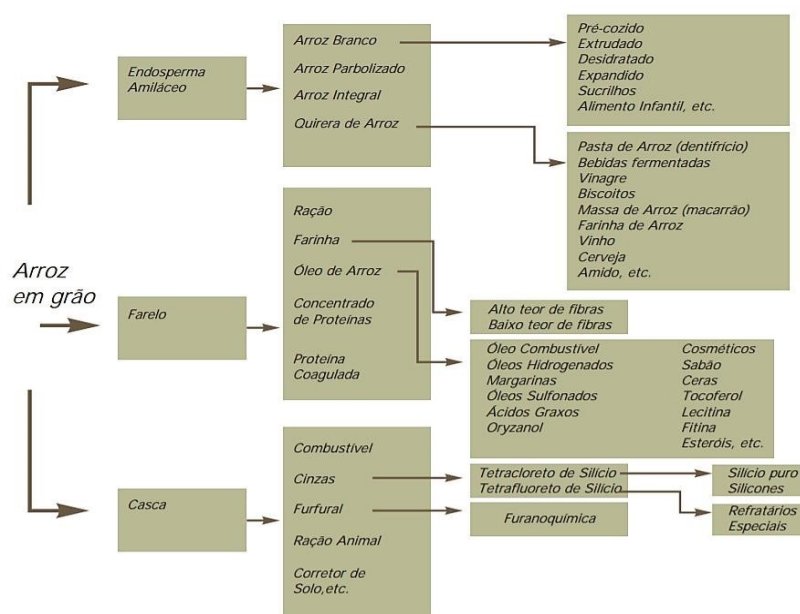 Arroz
em grão
Endosperma
Amiláceo
Arroz Branco
Arroz Parbolizado
Arroz Integral
Quirera de Arroz
Pré-cozido
Extrudado
Desidratado
Expandido
Sucrilhos
Alimento Infantil, etc.
Pasta de Arroz (dentifrício)
Bebidas fermentadas
Vinagre
Biscoitos
Massa de Arroz (macarrão)
Farinha de Arroz
Vinho
Cerveja
Amido, etc.
Farelo
Ração
Farinha
Óleo de Arroz
Concentrado
de Proteínas
Proteína
Coagulada
Alto teor de fibras
Baixo teor de fibras
Óleo Combustível
Óleos Hidrogenados
Margarinas
Óleos Sulfonados
Ácidos Graxos
Oryzanol
Cosméticos
Sabão
Ceras
Tocoferol
Lecitina
Fitina
Esteróis, etc.
Casca
Combustível
Cinzas
Furfural
Ração Animal
Corretor de
Solo,etc.
Tetracloreto de Silício
Tetrafluoreto de Silício
Furanoquímica
Silício puro
Silicones
Refratários
Especiais